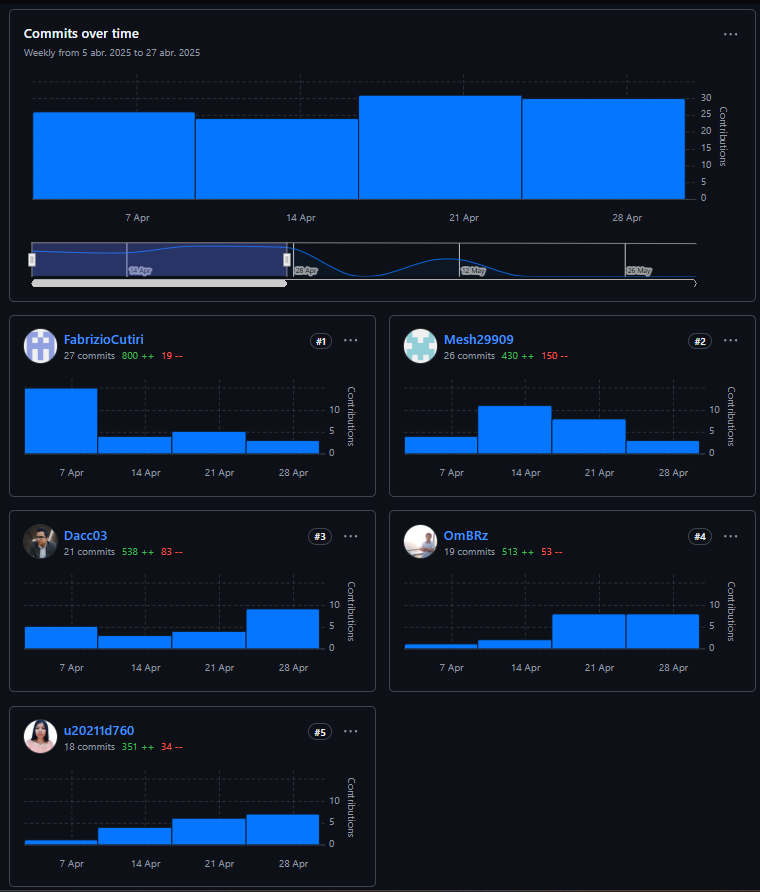 Commits over time
Weekly from 5 abr. 2025 to 27 abr. 2025
30
25
20
15
10
5
0
Contributions
7 Apr 14 Apr 21 Apr 28 Apr
14 Apr 28 Apr 12 May 26 May
FabrizioCutiri #1
27 commits 800 ++ 19 --
10
5
0
Contributions
7 Apr 14 Apr 21 Apr 28 Apr
Mesh29909 #2
26 commits 430 ++ 150 --
10
5
0
Contributions
7 Apr 14 Apr 21 Apr 28 Apr
Dacc03 #3
21 commits 538 ++ 83 --
10
5
0
Contributions
7 Apr 14 Apr 21 Apr 28 Apr
OmBRz #4
19 commits 513 ++ 53 --
10
5
0
Contributions
7 Apr 14 Apr 21 Apr 28 Apr
u20211d760 #5
18 commits 351 ++ 34 --
10
5
0
Contributions
7 Apr 14 Apr 21 Apr 28 Apr